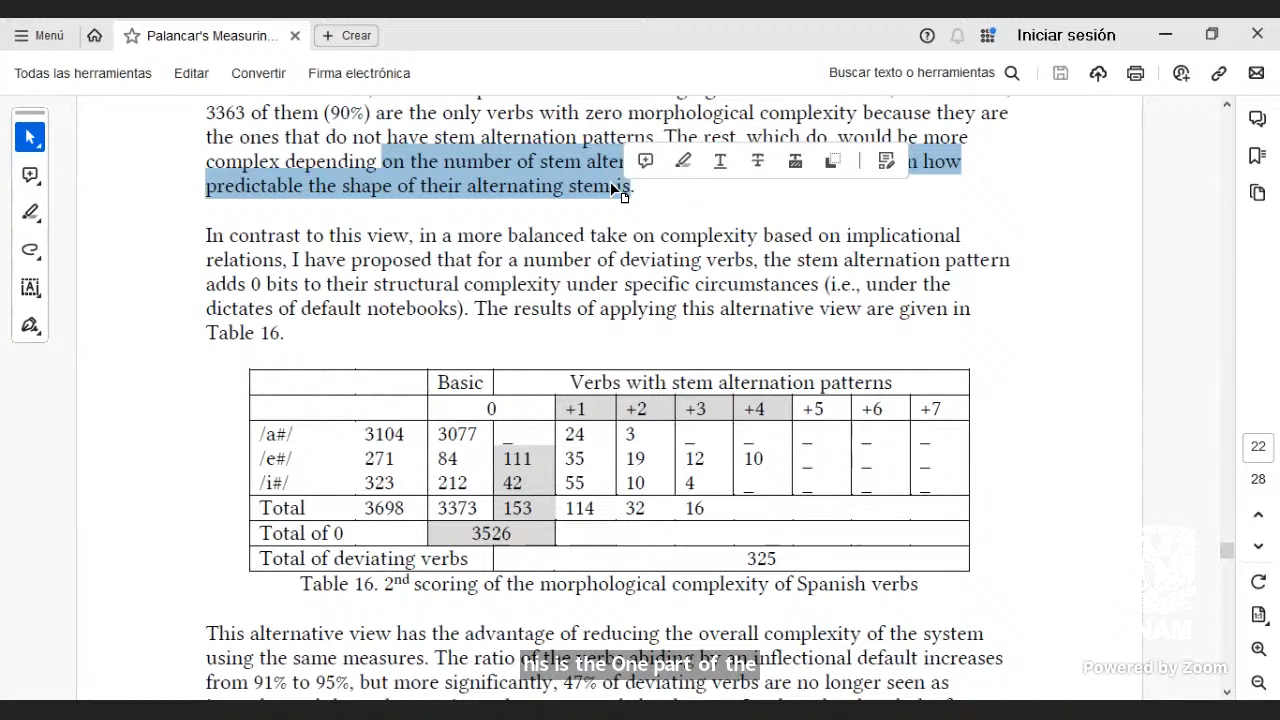 Menú
Palancar's Measurin...
Crear
Iniciar sesión
Todas las herramientas
Editar
Convertir
Firma electrónica
Buscar texto o herramientas
3363 of them (90%) are the only verbs with zero morphological complexity because they are
the ones that do not have stem alternation patterns. The rest, which do, would be more
complex depending on the number of stem alter n how
predictable the shape of their alternating stem is.
In contrast to this view, in a more balanced take on complexity based on implicational
relations, I have proposed that for a number of deviating verbs, the stem alternation pattern
adds 0 bits to their structural complexity under specific circumstances (i.e., under the
dictates of default notebooks). The results of applying this alternative view are given in
Table 16.
Basic Verbs with stem alternation patterns
0 +1 +2 +3 +4 +5 +6 +7
/a#/ 3104 3077 _ 24 3 _ _ _ _ _
/e#/ 271 84 111 35 19 12 10 _ _ _
/i#/ 323 212 42 55 10 4 _ _ _ _
Total 3698 3373 153 114 32 16
Total of 0 3526
Total of deviating verbs 325
Table 16. 2nd scoring of the morphological complexity of Spanish verbs
This alternative view has the advantage of reducing the overall complexity of the system
using the same measures. The ratio of the verbs abiding by an inflectional default increases
from 91% to 95%, but more significantly, 47% of deviating verbs are no longer seen as
his is the One part of the
22
28
UNAM
Powered by Zoom